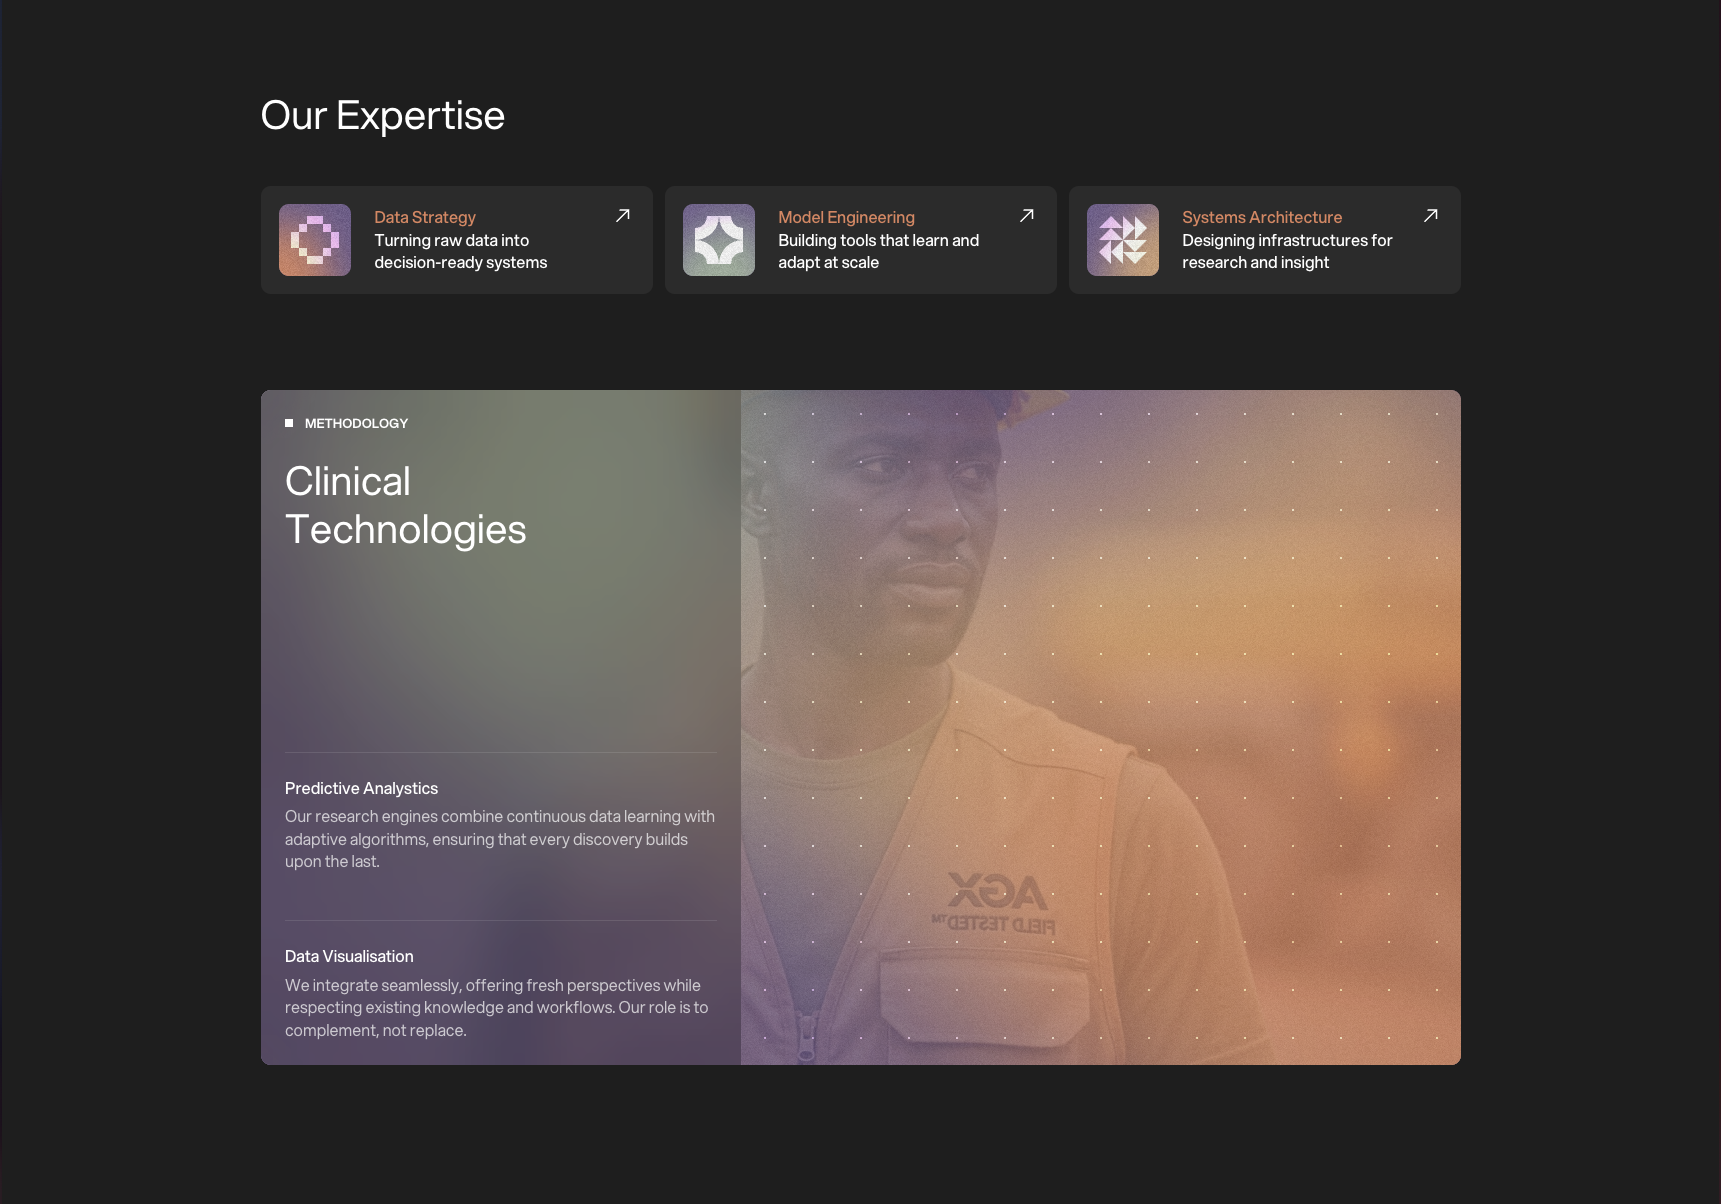 Our Expertise
Data Strategy
Turning raw data into
decision-ready systems
Model Engineering
Building tools that learn and
adapt at scale
Systems Architecture
Designing infrastructures for
research and insight
METHODOLOGY
Clinical
Technologies
Predictive Analystics
Our research engines combine continuous data learning with
adaptive algorithms, ensuring that every discovery builds
upon the last.
Data Visualisation
We integrate seamlessly, offering fresh perspectives while
respecting existing knowledge and workflows. Our role is to
complement, not replace.
AGX
FIELD TESTED™